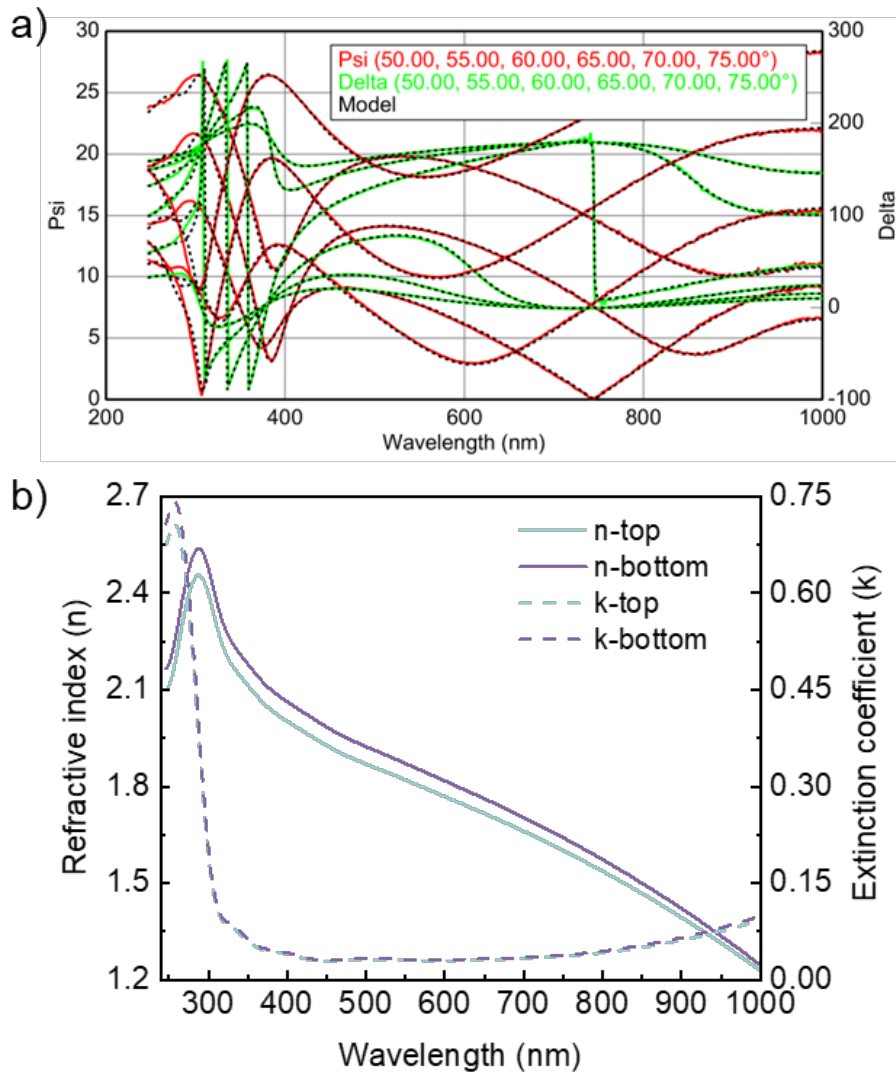 a)
30
25
20
15
10
5
0
Psi
Psi (50.00, 55.00, 60.00, 65.00, 70.00, 75.00°)
Delta (50.00, 55.00, 60.00, 65.00, 70.00, 75.00°)
Model
300
200
100
0
-100
Delta
200 400 600 800 1000
Wavelength (nm)
b)
2.7
2.4
2.1
1.8
1.5
1.2
Refractive index (n)
n-top
n-bottom
k-top
k-bottom
0.75
0.60
0.45
0.30
0.15
0.00
Extinction coefficient (k)
300 400 500 600 700 800 900 1000
Wavelength (nm)